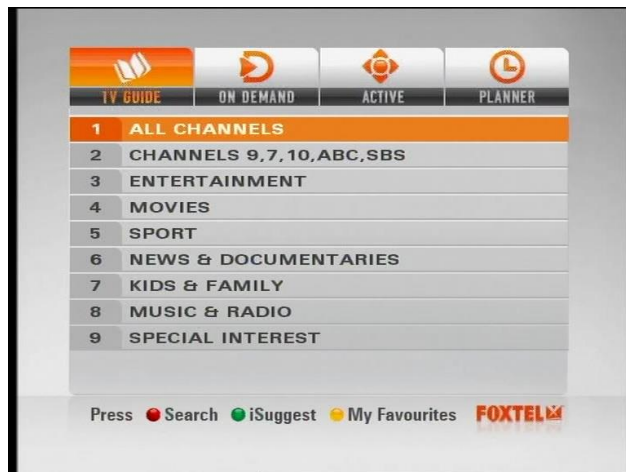 TV GUIDE ON DEMAND ACTIVE PLANNER
1 ALL CHANNELS
2 CHANNELS 9,7,10,ABC,SBS
3 ENTERTAINMENT
4 MOVIES
5 SPORT
6 NEWS & DOCUMENTARIES
7 KIDS & FAMILY
8 MUSIC & RADIO
9 SPECIAL INTEREST
Press Search iSuggest My Favourites FOXTEL